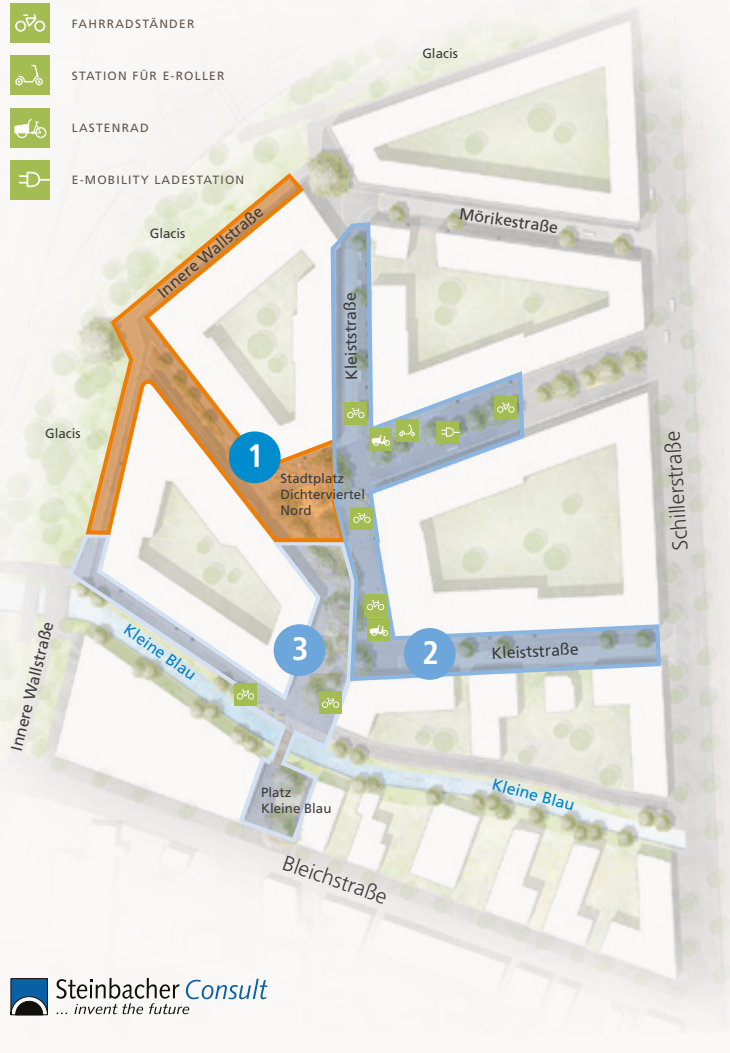 FAHRRADSTÄNDER
STATION FÜR E-ROLLER
LASTENRAD
E-MOBILITY LADESTATION
Glacis
Mörikestraße
Glacis
Innere Wallstraße
Kleiststraße
Glacis
1
Stadtplatz
Dichterviertel
Nord
Schillerstraße
Innere Wallstraße
Kleine Blau
3
2
Kleiststraße
Platz
Kleine Blau
Kleine Blau
Bleichstraße
Steinbacher Consult
... invent the future